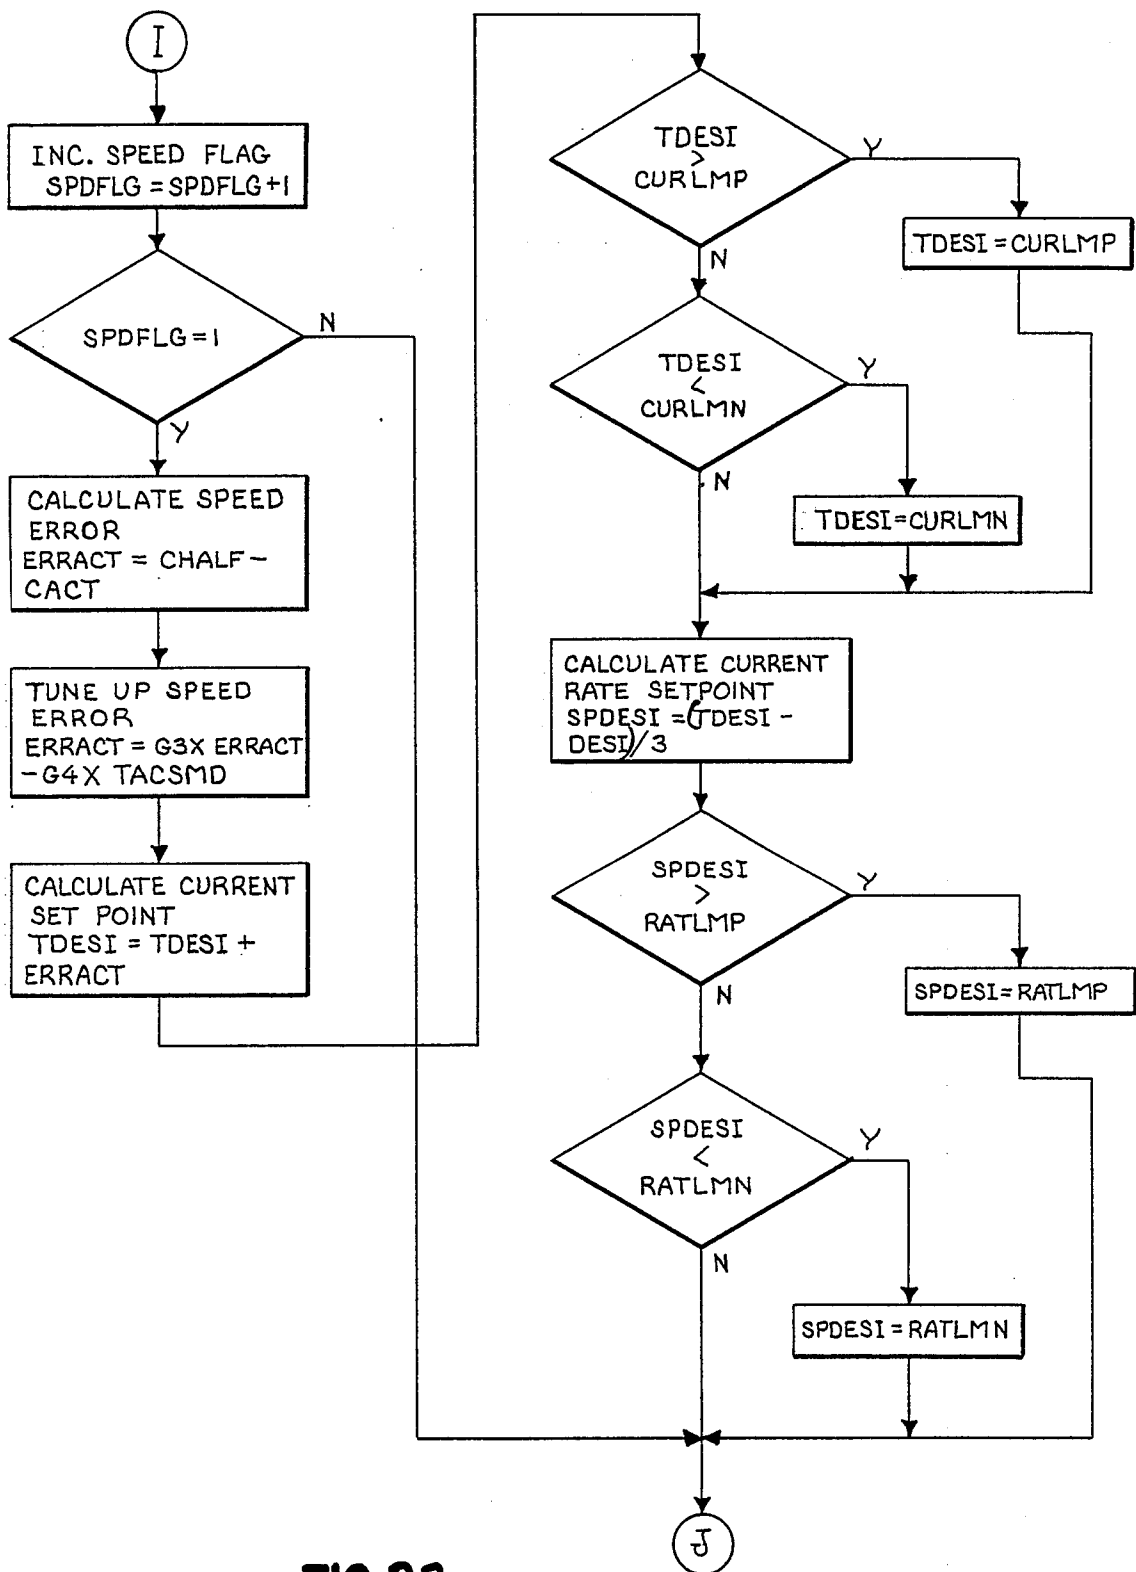 I
INC. SPEED FLAG
SPDFLG = SPDFLG+1
SPDFLG=1
N
Y
CALCULATE SPEED
ERROR
ERRACT = CHALF-
CACT
TUNE UP SPEED
ERROR
ERRACT = G3X ERRACT
-G4X TACSMD
CALCULATE CURRENT
SET POINT
TDESI = TDESI +
ERRACT
TDESI
>
CURLMP
Y
N
TDESI = CURLMP
TDESI
<
CURLMN
Y
N
TDESI=CURLMN
CALCULATE CURRENT
RATE SETPOINT
SPDESI =(TDESI -
DESI)/3
SPDESI
>
RATLMP
Y
N
SPDESI=RATLMP
SPDESI
<
RATLMN
Y
N
SPDESI = RATLMN
J